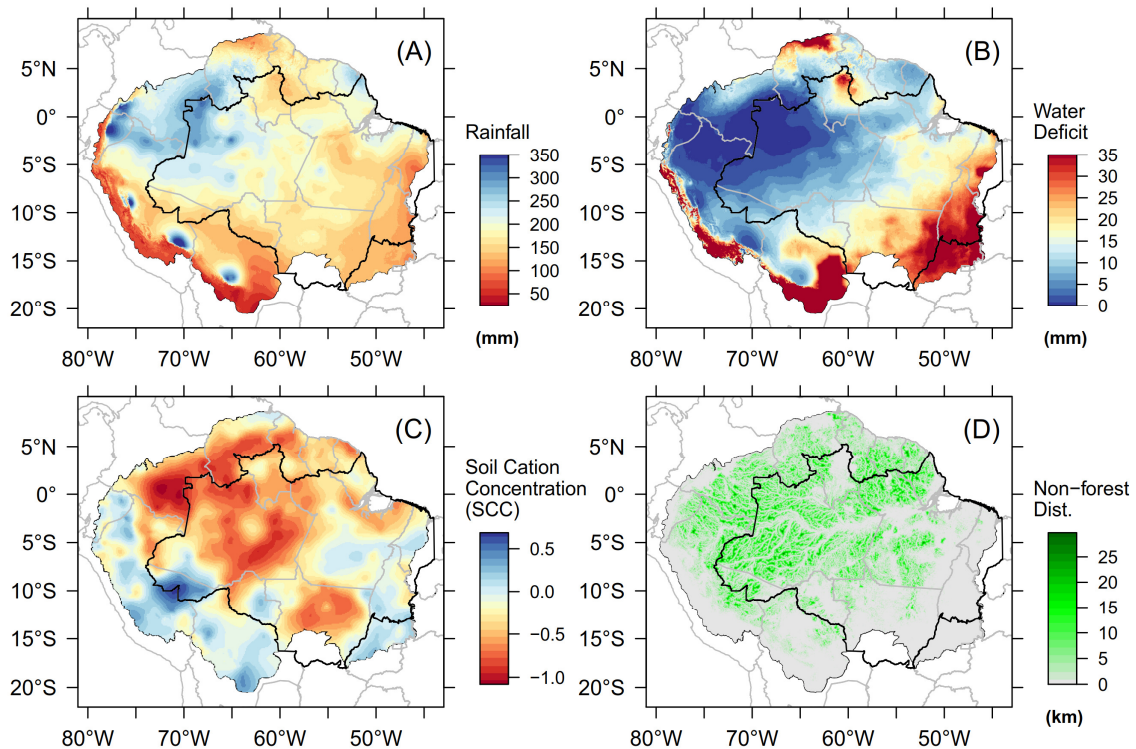 (A)
5°N
0°
5°S
10°S
15°S
20°S
80°W
70°W
60°W
50°W
Rainfall
350
300
250
200
150
100
50
(mm)
(B)
5°N
0°
5°S
10°S
15°S
20°S
80°W
70°W
60°W
50°W
Water
Deficit
35
30
25
20
15
10
5
0
(mm)
(C)
5°N
0°
5°S
10°S
15°S
20°S
80°W
70°W
60°W
50°W
Soil Cation
Concentration
(SCC)
0.5
0.0
−0.5
−1.0
(D)
5°N
0°
5°S
10°S
15°S
20°S
80°W
70°W
60°W
50°W
Non−forest
Dist.
25
20
15
10
5
0
(km)